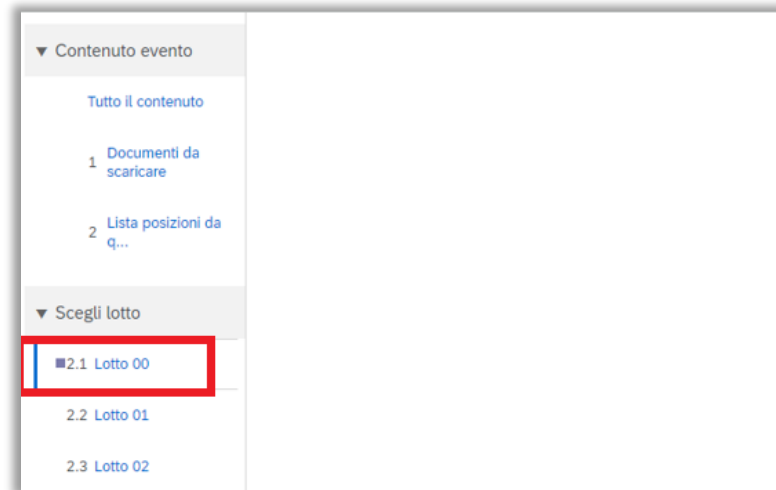 ▼ Contenuto evento
Tutto il contenuto
1 Documenti da
scaricare
2 Lista posizioni da
q...
▼ Scegli lotto
2.1 Lotto 00
2.2 Lotto 01
2.3 Lotto 02